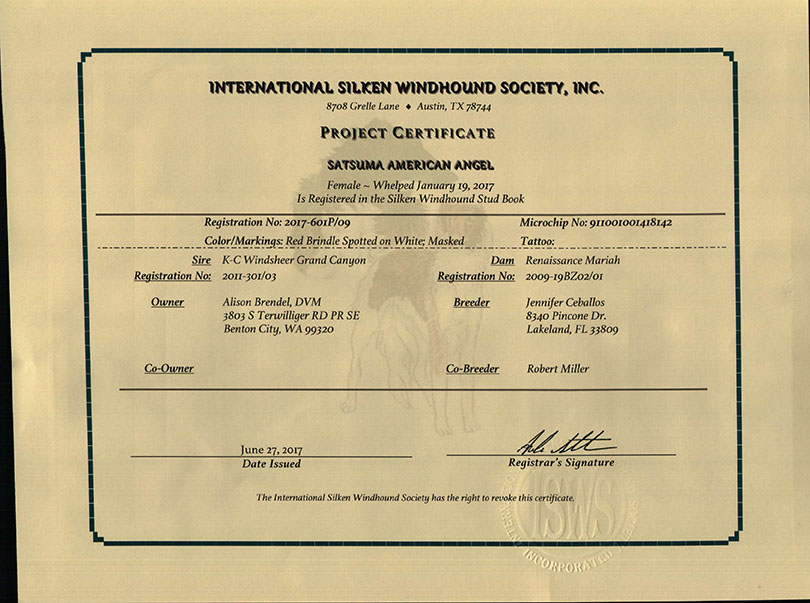 INTERNATIONAL SILKEN WINDHOUND SOCIETY, INC.
8708 Grelle Lane ♦ Austin, TX 78744
PROJECT CERTIFICATE
SATSUMA AMERICAN ANGEL
Female ~ Whelped January 19, 2017
Is Registered in the Silken Windhound Stud Book
Registration No: 2017-601P/09 Microchip No: 911001001418142
Color/Markings: Red Brindle Spotted on White; Masked Tattoo:
Sire K-C Windsheer Grand Canyon Dam Renaissance Mariah
Registration No: 2011-301/03 Registration No: 2009-19BZ02/01
Owner Alison Brendel, DVM Breeder Jennifer Ceballos
3803 S Terwilliger RD PR SE 8340 Pincone Dr.
Benton City, WA 99320 Lakeland, FL 33809
Co-Owner Co-Breeder Robert Miller
June 27, 2017
Date Issued Registrar's Signature
The International Silken Windhound Society has the right to revoke this certificate.
ISWS
INCORPORATED